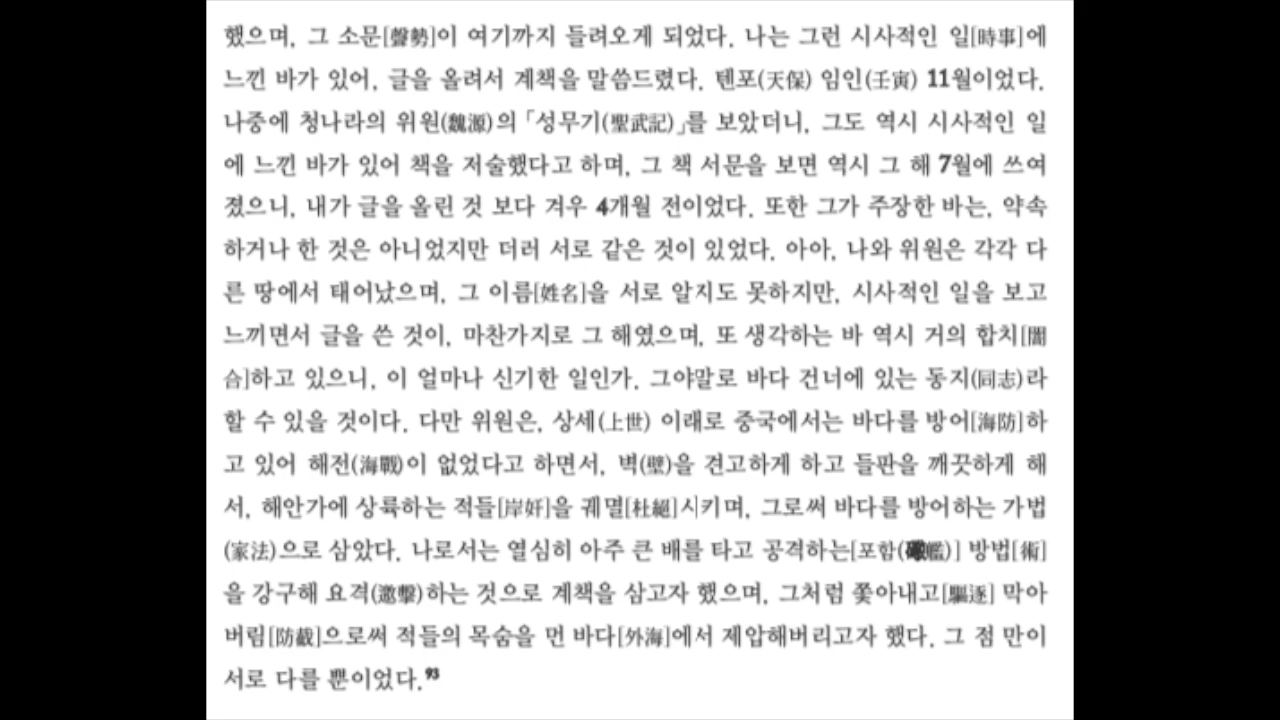 했으며, 그 소문[聲勢]이 여기까지 들려오게 되었다. 나는 그런 시사적인 일[時事]에
느낀 바가 있어, 글을 올려서 계책을 말씀드렸다. 텐포(天保) 임인(壬寅) 11월이었다.
나중에 청나라의 위원(魏源)의 「성무기(聖武記)」를 보았더니, 그도 역시 시사적인 일
에 느낀 바가 있어 책을 저술했다고 하며, 그 책 서문을 보면 역시 그 해 7월에 쓰여
졌으니, 내가 글을 올린 것 보다 겨우 4개월 전이었다. 또한 그가 주장한 바는, 약속
하거나 한 것은 아니었지만 더러 서로 같은 것이 있었다. 아아, 나와 위원은 각각 다
른 땅에서 태어났으며, 그 이름[姓名]을 서로 알지도 못하지만, 시사적인 일을 보고
느끼면서 글을 쓴 것이, 마찬가지로 그 해였으며, 또 생각하는 바 역시 거의 합치[闇
合]하고 있으니, 이 얼마나 신기한 일인가. 그야말로 바다 건너에 있는 동지(同志)라
할 수 있을 것이다. 다만 위원은, 상세(上世) 이래로 중국에서는 바다를 방어[海防]하
고 있어 해전(海戰)이 없었다고 하면서, 벽(壁)을 견고하게 하고 들판을 깨끗하게 해
서, 해안가에 상륙하는 적들[岸奸]을 궤멸[杜絕]시키며, 그로써 바다를 방어하는 가법
(家法)으로 삼았다. 나로서는 열심히 아주 큰 배를 타고 공격하는[포함(艦)] 방법[術]
을 강구해 요격(邀擊)하는 것으로 계책을 삼고자 했으며, 그처럼 쫓아내고[驅逐] 막아
버림[防截]으로써 적들의 목숨을 먼 바다[外海]에서 제압해버리고자 했다. 그 점 만이
서로 다를 뿐이었다.93